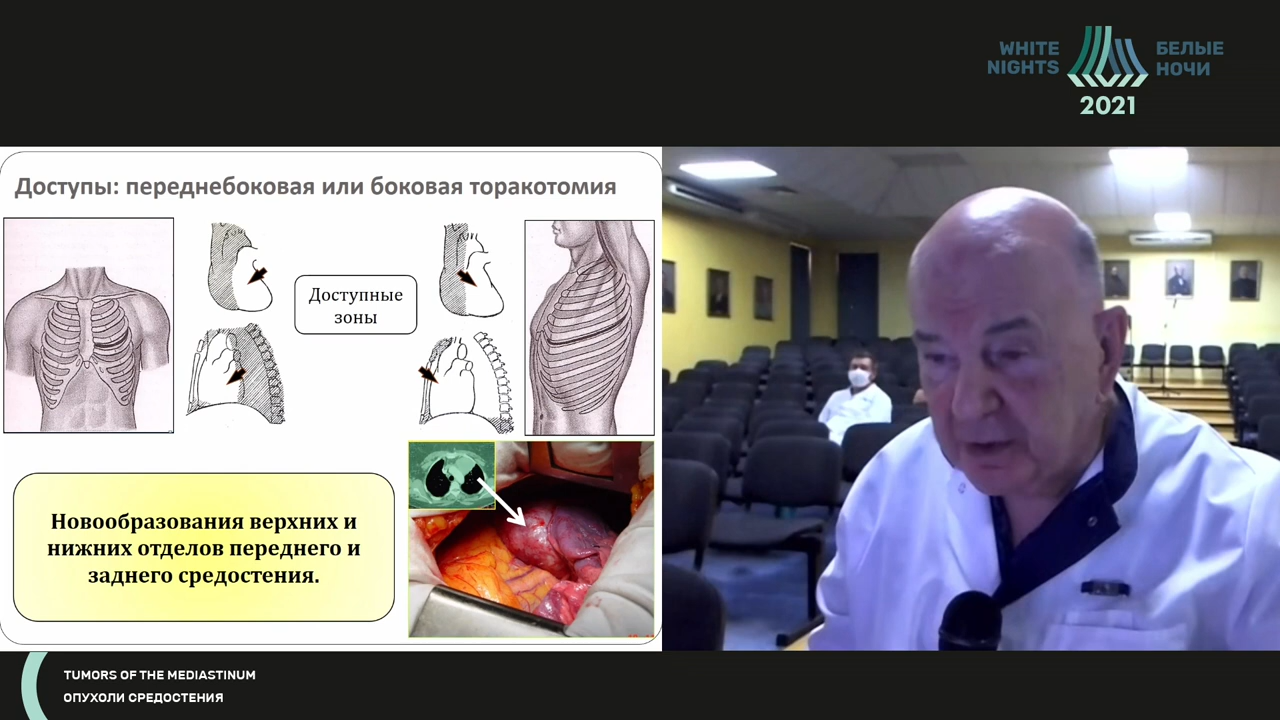 WHITE
NIGHTS
БЕЛЫЕ
НОЧИ
2021
Доступы: переднебоковая или боковая торакотомия
Доступные
зоны
Новообразования верхних и
нижних отделов переднего и
заднего средостения.
TUMORS OF THE MEDIASTINUM
ОПУХОЛИ СРЕДОСТЕНИЯ